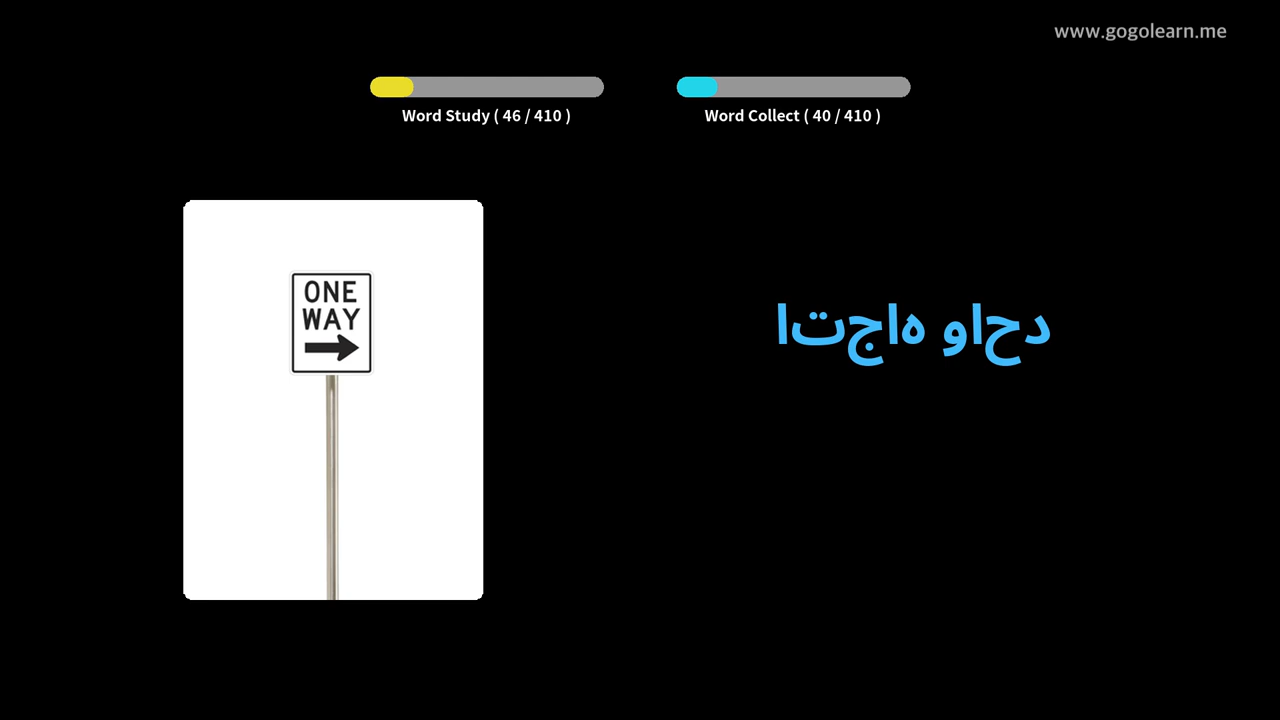 www.gogolearn.me
Word Study ( 46 / 410 )
Word Collect ( 40 / 410 )
ONE
WAY
دحاو هاجتا